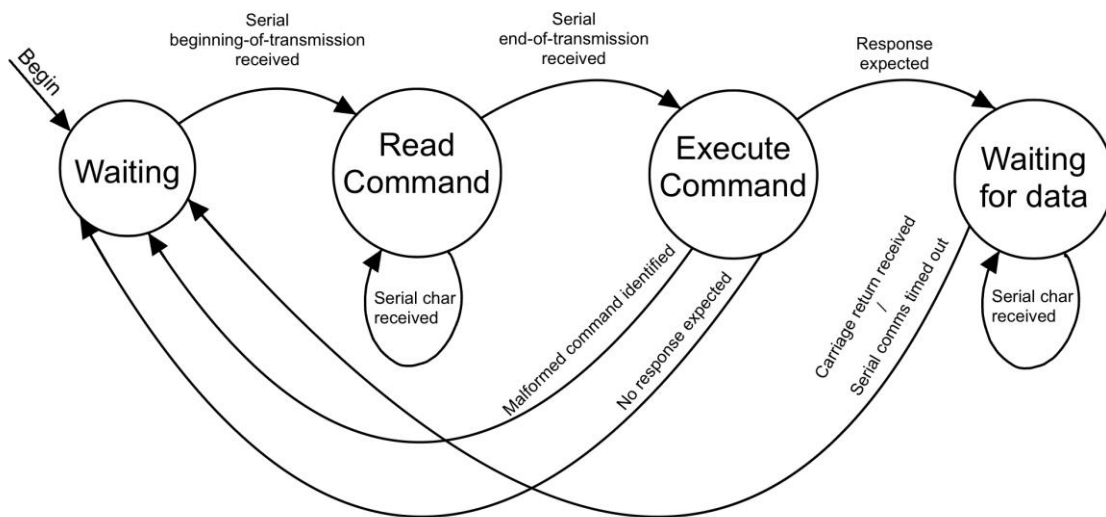 Begin
Serial
beginning-of-transmission
received
Serial
end-of-transmission
received
Response
expected
Waiting
Read
Command
Execute
Command
Waiting
for data
Serial char
received
Malformed command identified
No response expected
Carriage return received
/
Serial comms timed out
Serial char
received